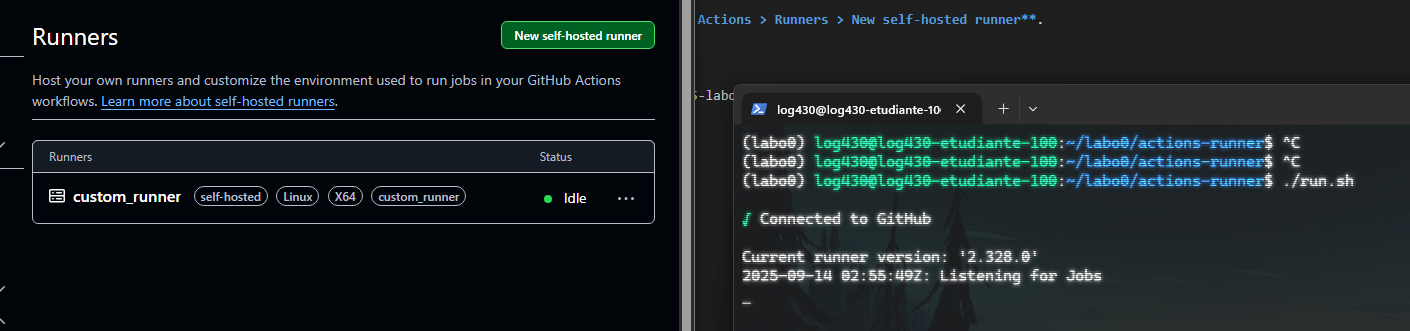 Runners
New self-hosted runner
Host your own runners and customize the environment used to run jobs in your GitHub Actions
workflows. Learn more about self-hosted runners.
Runners Status
custom_runner self-hosted Linux X64 custom_runner Idle ...
Actions > Runners > New self-hosted runner**.
-labo
log430@log430-etudiante-10
(labo0) log430@log430-etudiante-100:~/labo0/actions-runner$ ^C
(labo0) log430@log430-etudiante-100:~/labo0/actions-runner$ ^C
(labo0) log430@log430-etudiante-100:~/labo0/actions-runner$ ./run.sh
√ Connected to GitHub
Current runner version: '2.328.0'
2025-09-14 02:55:49Z: Listening for Jobs